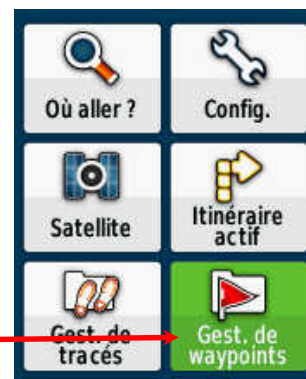 Où aller ?
Config.
Satellite
Itinéraire
actif
Gest. de
tracés
Gest. de
waypoints